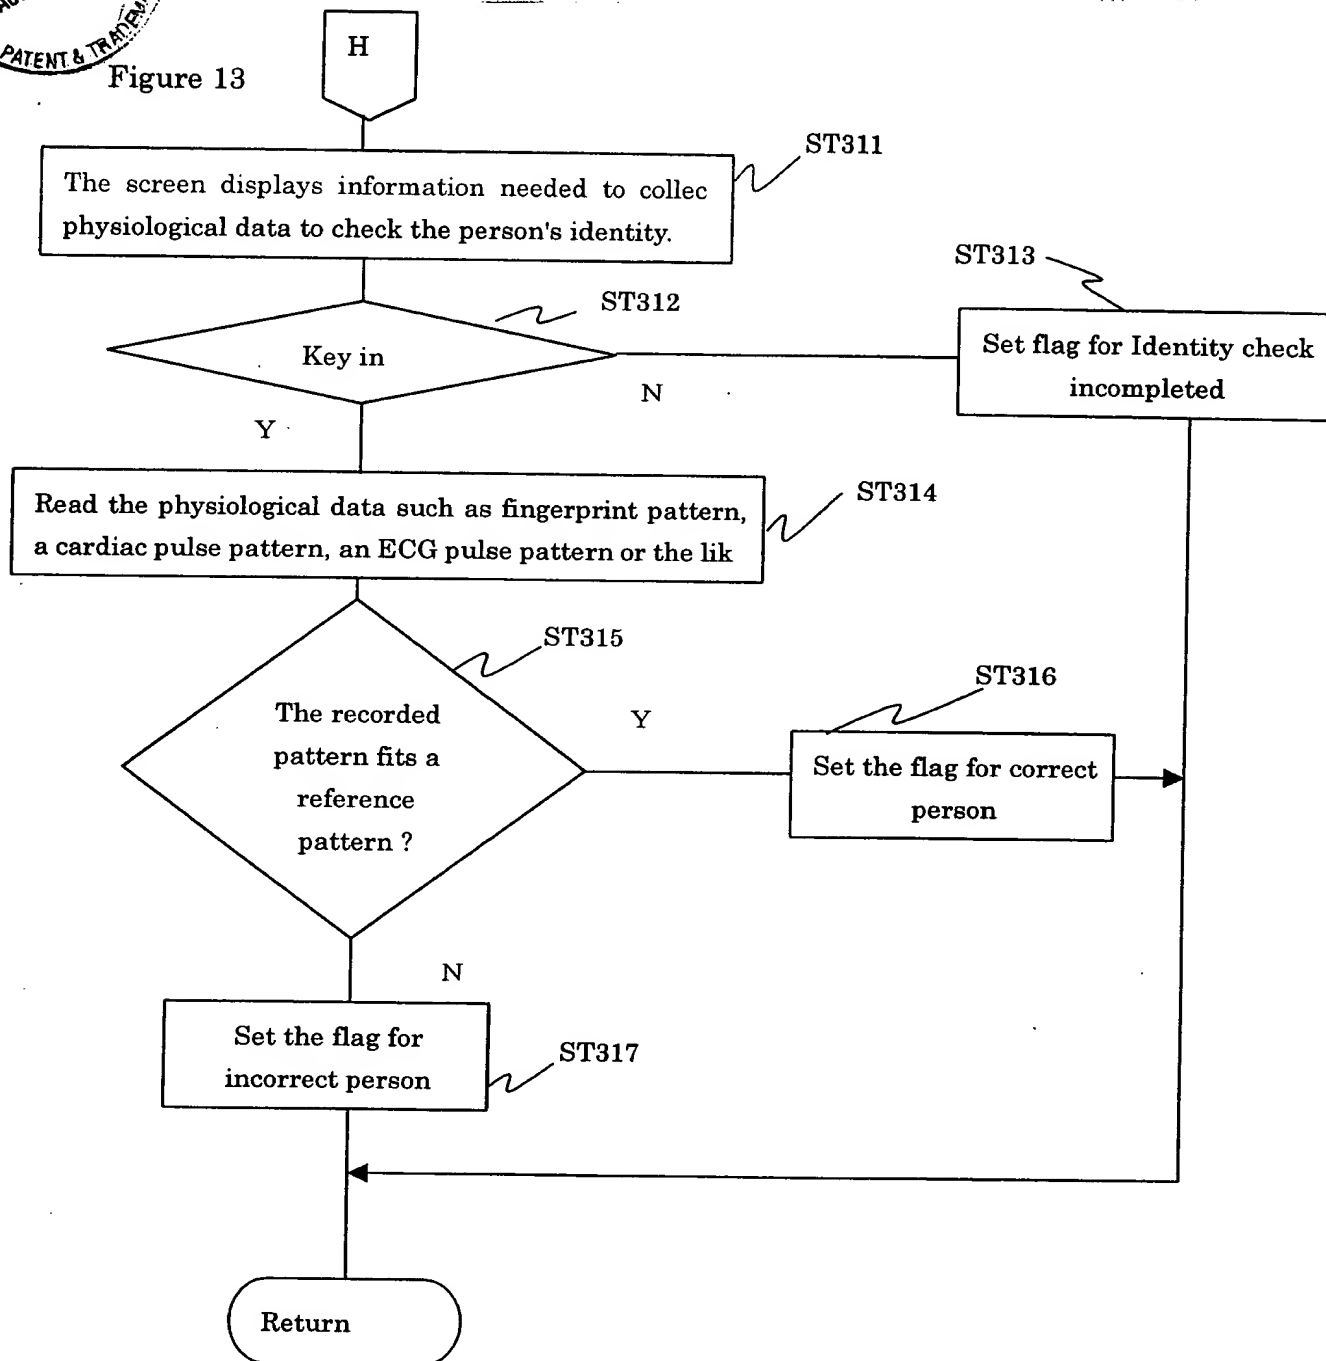 PATENT & TRADEM
H
Figure 13
ST311
The screen displays information needed to collec
physiological data to check the person's identity.
ST313
ST312
Set flag for Identity check
incompleted
Key in
N
Y
ST314
Read the physiological data such as fingerprint pattern,
a cardiac pulse pattern, an ECG pulse pattern or the lik
ST315
ST316
The recorded
pattern fits a
reference
pattern ?
Y
Set the flag for correct
person
N
Set the flag for
incorrect person
ST317
Return